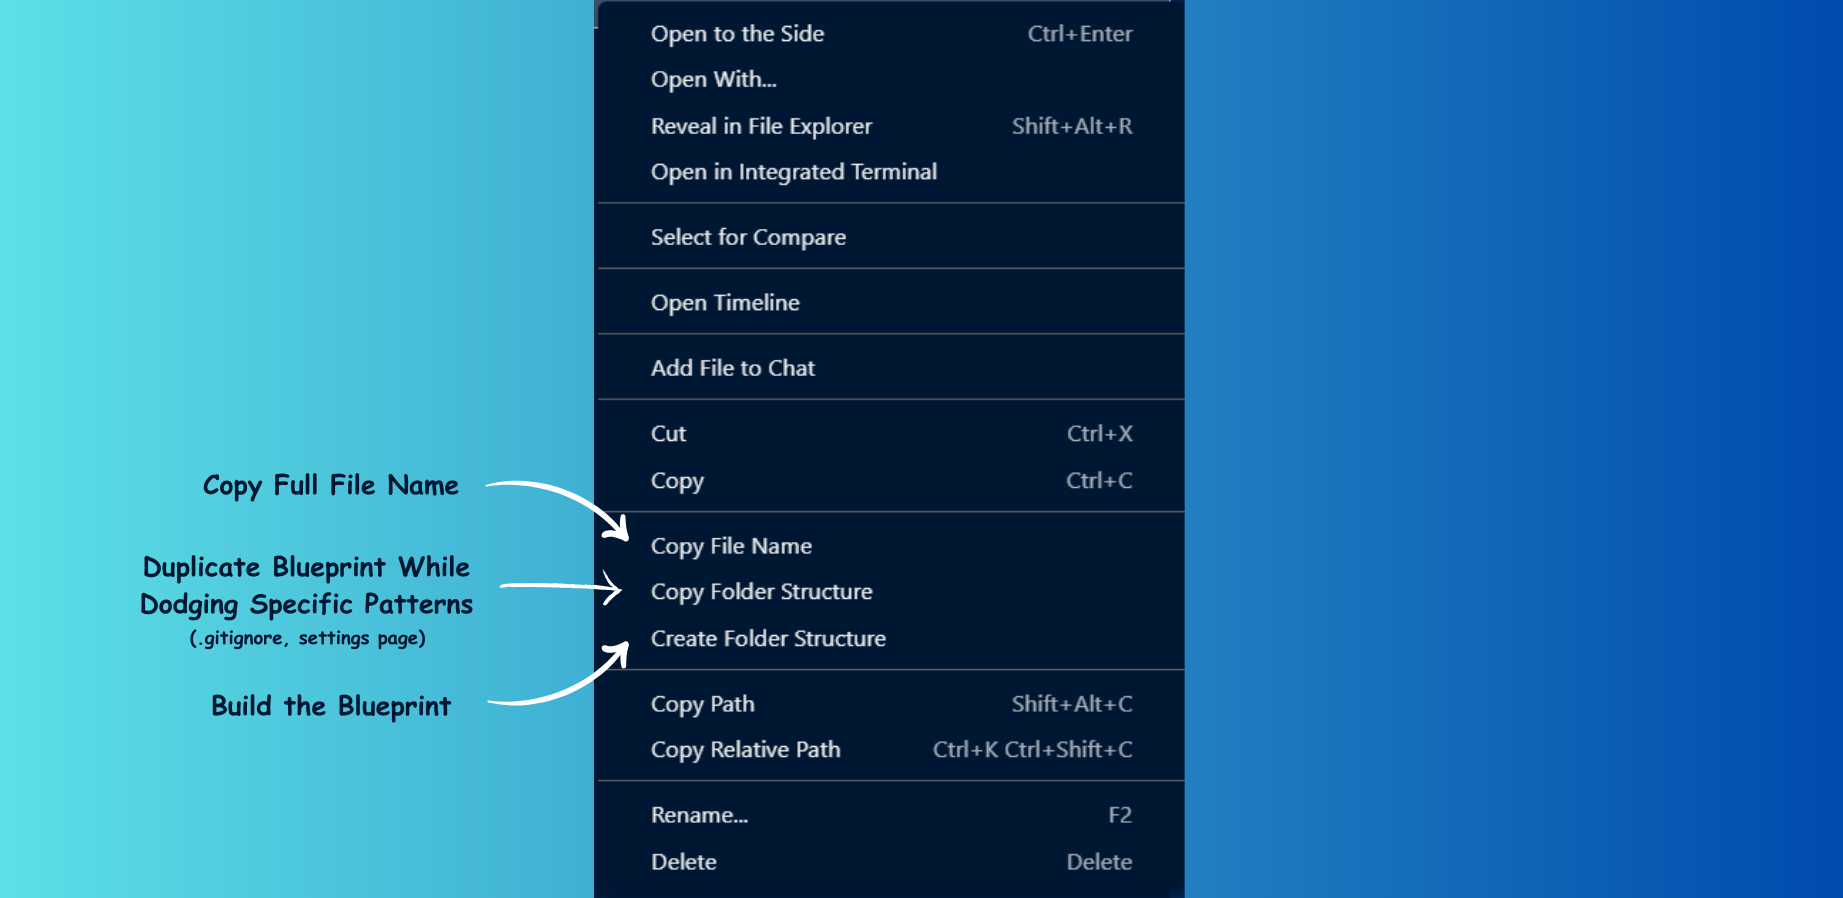 Open to the Side Ctrl+Enter
Open With...
Reveal in File Explorer Shift+Alt+R
Open in Integrated Terminal
Select for Compare
Open Timeline
Add File to Chat
Cut Ctrl+X
Copy Ctrl+C
Copy File Name
Copy Folder Structure
Create Folder Structure
Copy Path Shift+Alt+C
Copy Relative Path Ctrl+K Ctrl+Shift+C
Rename... F2
Delete Delete
Copy Full File Name
Duplicate Blueprint While
Dodging Specific Patterns
(.gitignore, settings page)
Build the Blueprint